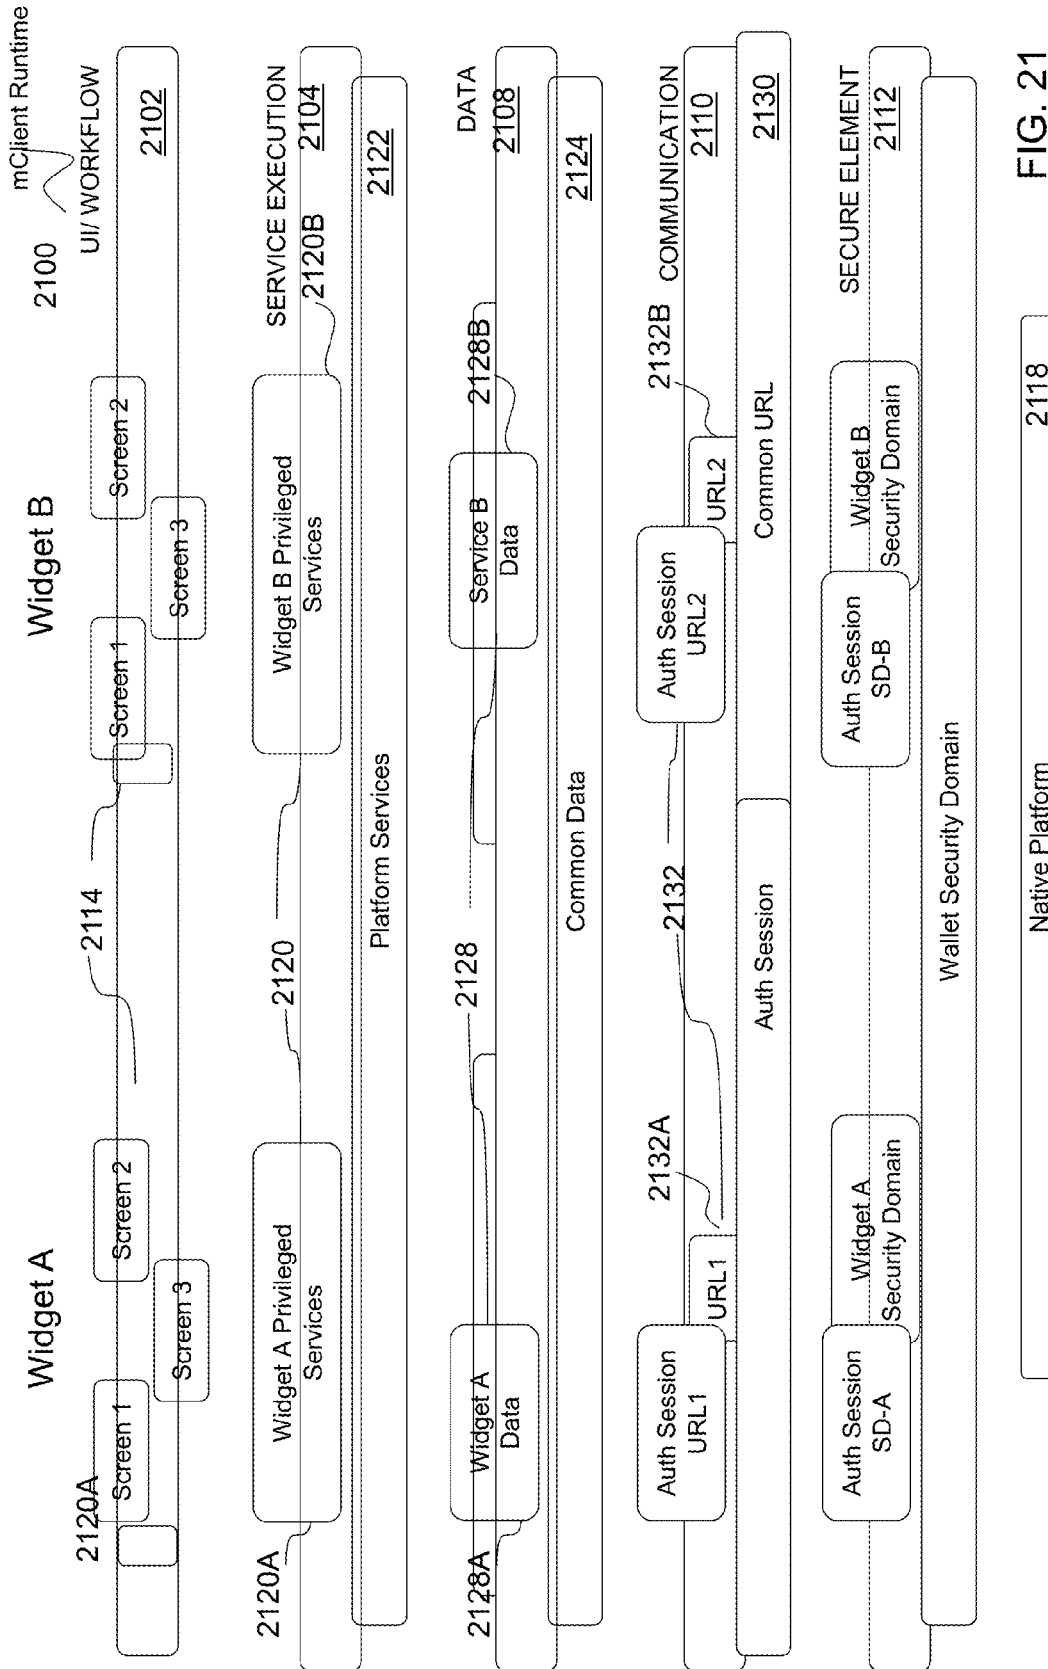 mClient Runtime
2100
Widget A
Widget B
UI/ WORKFLOW
2102
2120A
Screen 1
Screen 2
Screen 3
2114
Screen 1
Screen 2
Screen 3
SERVICE EXECUTION
2104
2120A
Widget A Privileged
Services
2120
Widget B Privileged
Services
2120B
Platform Services
2122
DATA
2108
2128A
Widget A
Data
2128
Service B
Data
2128B
Common Data
2124
COMMUNICATION
2110
Auth Session
URL1
URL1
2132A
2132
Auth Session
URL2
URL2
2132B
Auth Session
Common URL
2130
SECURE ELEMENT
2112
Auth Session
SD-A
Widget A
Security Domain
Auth Session
SD-B
Widget B
Security Domain
Wallet Security Domain
Native Platform
2118
FIG. 21